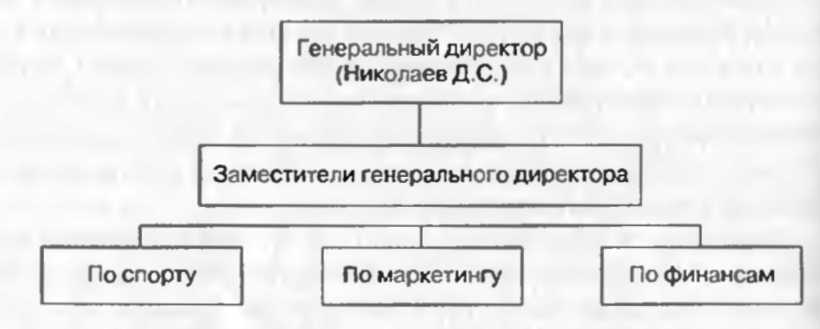 Генеральный директор
(Николаев Д.С.)
Заместители генерального директора
По спорту
По маркетингу
По финансам